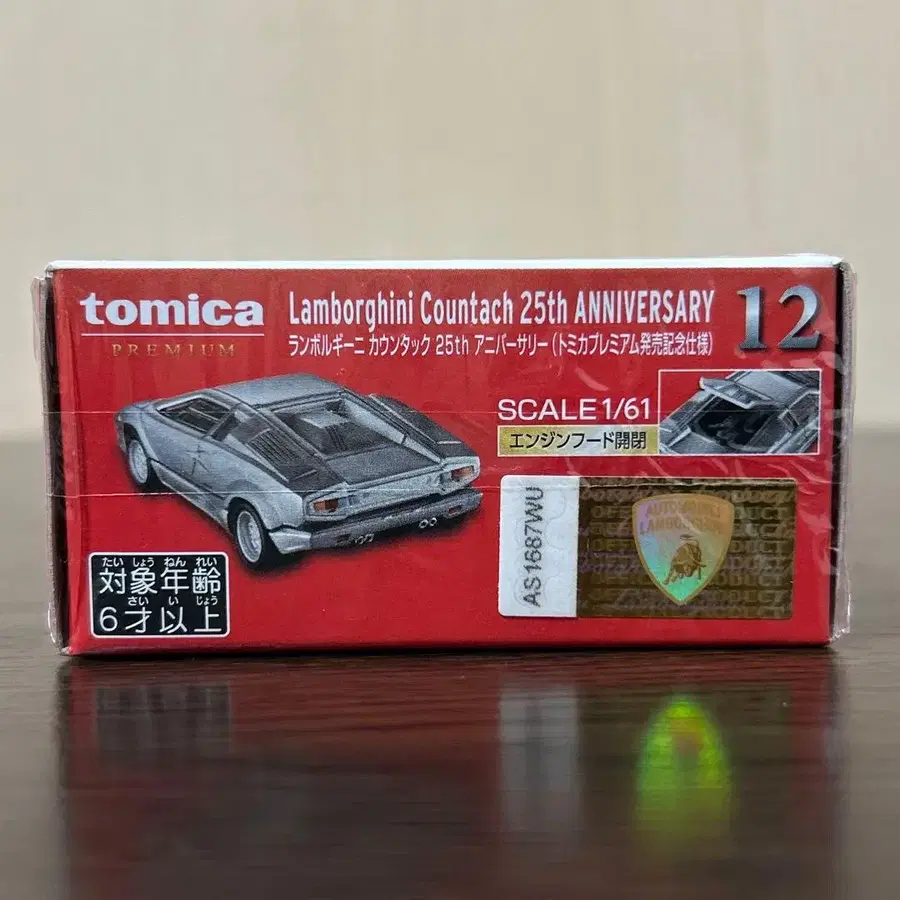 tomica
PREMIUM
Lamborghini Countach 25th ANNIVERSARY
ランボルギーニ カウンタック 25th アニバーサリー (トミカプレミアム発売記念仕様)
12
SCALE 1/61
エンジンフード開閉
たいしょうねんれい
対象年齢
さいいじょう
6才以上
AS1687WU
AUTOMOBILI
LAMBORGHINI